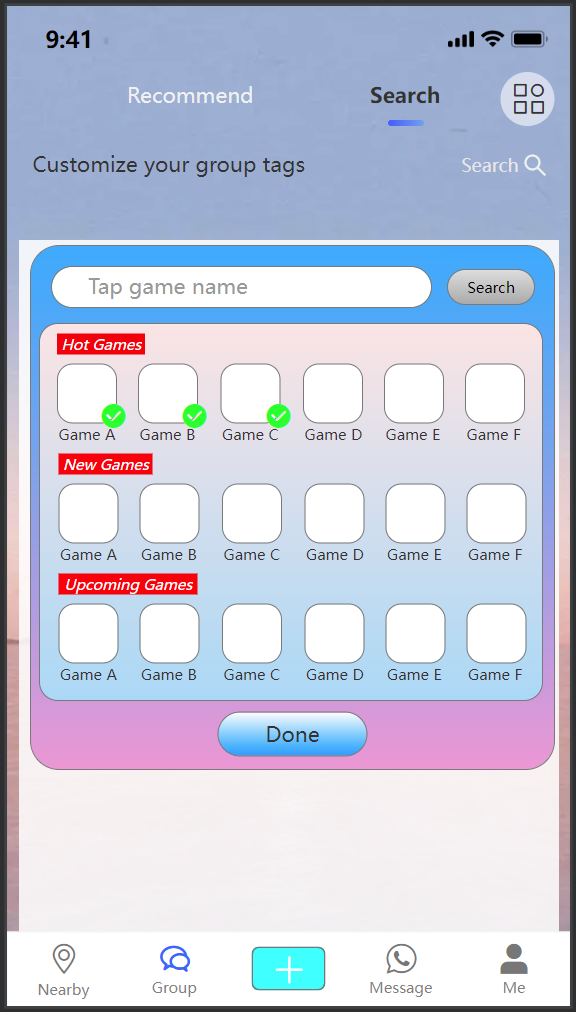 9:41
Recommend Search
Customize your group tags Search
Tap game name Search
Hot Games
Game A Game B Game C Game D Game E Game F
New Games
Game A Game B Game C Game D Game E Game F
Upcoming Games
Game A Game B Game C Game D Game E Game F
Done
Nearby Group Message Me